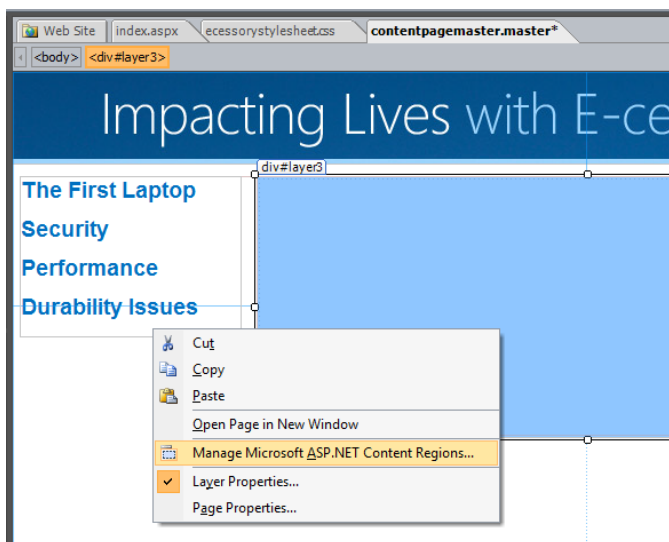 Web Site index.aspx ecessorystylesheet.css contentpagemaster.master*
<body> <div#layer3>
Impacting Lives with E-ce
div#layer3
The First Laptop
Security
Performance
Durability Issues
Cut
Copy
Paste
Open Page in New Window
Manage Microsoft ASP.NET Content Regions...
Layer Properties...
Page Properties...